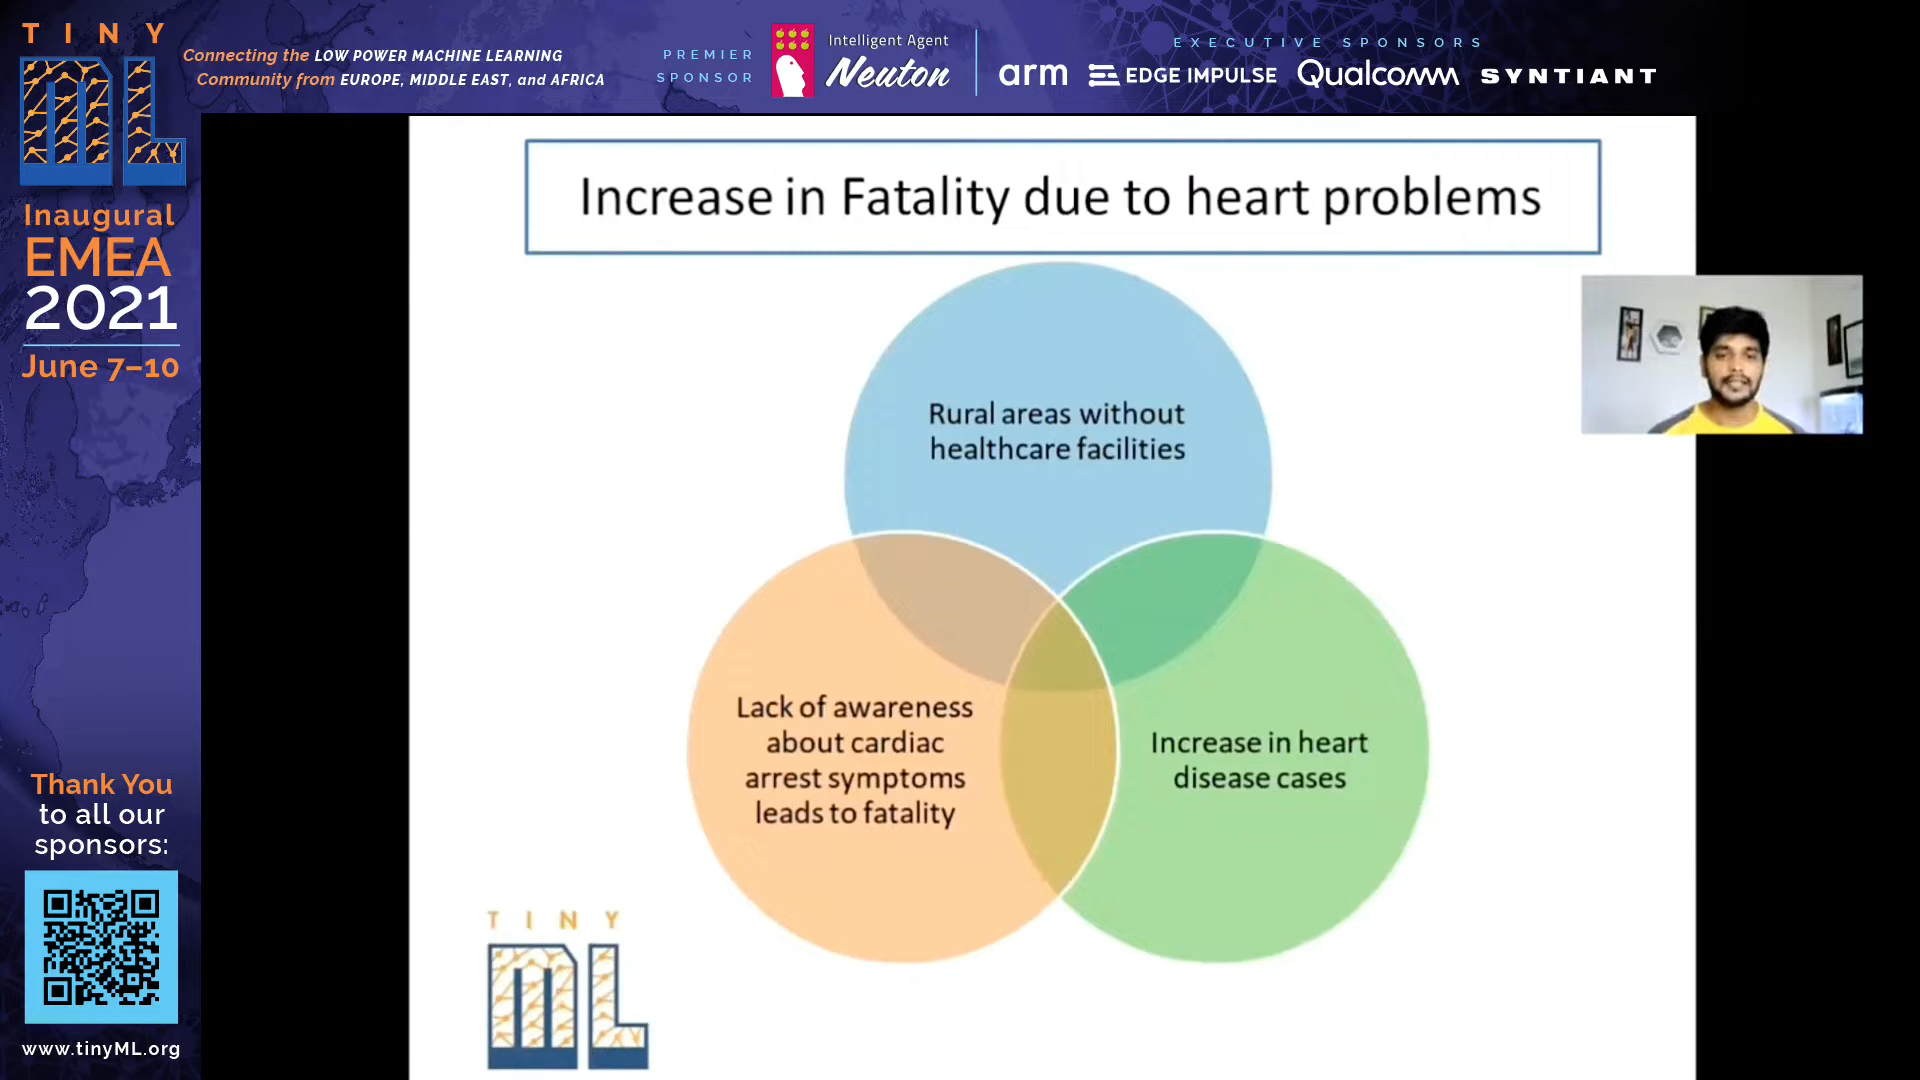 TINY
ML
Connecting the LOW POWER MACHINE LEARNING
Community from EUROPE, MIDDLE EAST, and AFRICA
PREMIER
SPONSOR
Intelligent Agent
Neuton
EXECUTIVE SPONSORS
arm
EDGE IMPULSE
Qualcomm
SYNTIANT
Inaugural
EMEA
2021
June 7–10
Increase in Fatality due to heart problems
Rural areas without
healthcare facilities
Lack of awareness
about cardiac
arrest symptoms
leads to fatality
Increase in heart
disease cases
TINY
ML
Thank You
to all our
sponsors:
www.tinyML.org